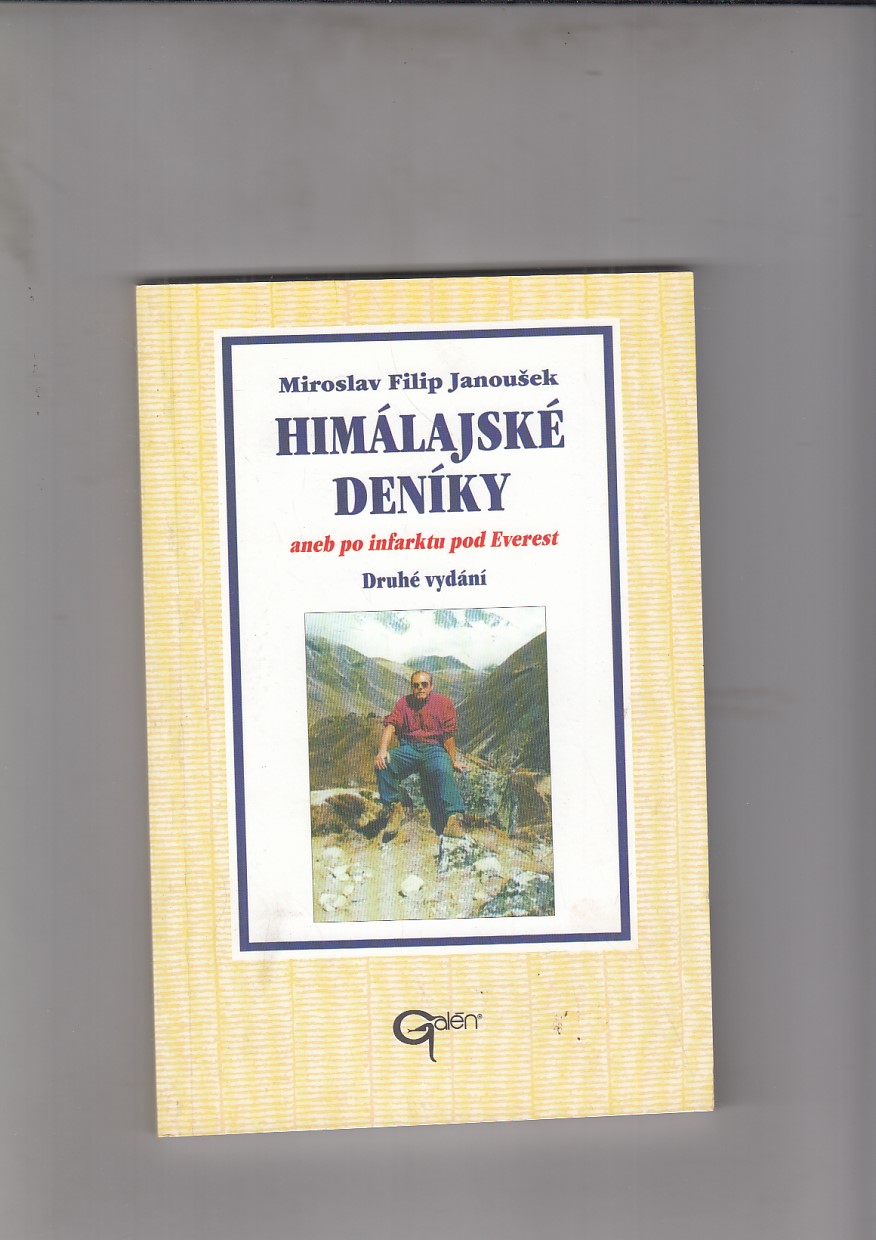 Miroslav Filip Janoušek
HIMÁLAJSKÉ
DENÍKY
aneb po infarktu pod Everest
Druhé vydání
Galén®